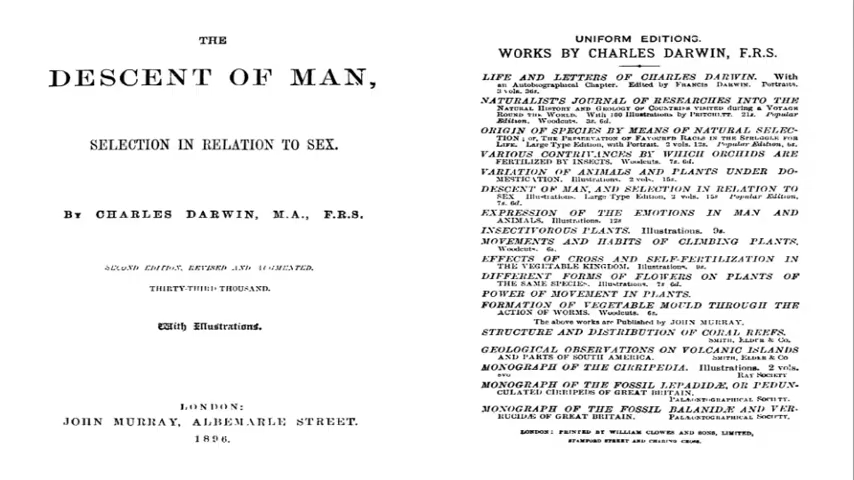 THE
DESCENT OF MAN,
SELECTION IN RELATION TO SEX.
BY CHARLES DARWIN, M.A., F.R.S.
SECOND EDITION, REVISED AND AUGMENTED.
THIRTY-THIRD THOUSAND.
With Illustrations.
LONDON:
JOHN MURRAY, ALBEMARLE STREET.
1896.
UNIFORM EDITIONS.
WORKS BY CHARLES DARWIN, F.R.S.
LIFE AND LETTERS OF CHARLES DARWIN. With
an Autobiographical Chapter. Edited by FRANCIS DARWIN. Portraits.
3 vols. 36s.
NATURALIST'S JOURNAL OF RESEARCHES INTO THE
NATURAL HISTORY AND GEOLOGY OF COUNTRIES VISITED during a VOYAGE
ROUND THE WORLD. With 100 Illustrations by PRITCHETT. 21s. Popular
Edition. Woodcuts. 3s. 6d.
ORIGIN OF SPECIES BY MEANS OF NATURAL SELEC-
TION; or, THE PRESERVATION OF FAVOURED RACES IN THE STRUGGLE FOR
LIFE. Large Type Edition, with Portrait. 2 vols. 12s. Popular Edition, 6s.
VARIOUS CONTRIVANCES BY WHICH ORCHIDS ARE
FERTILIZED BY INSECTS. Woodcuts. 7s. 6d.
VARIATION OF ANIMALS AND PLANTS UNDER DO-
MESTICATION. Illustrations. 2 vols. 15s.
DESCENT OF MAN, AND SELECTION IN RELATION TO
SEX Illustrations. Large Type Edition, 2 vols. 15s Popular Edition,
7s. 6d.
EXPRESSION OF THE EMOTIONS IN MAN AND
ANIMALS. Illustrations. 12s
INSECTIVOROUS PLANTS. Illustrations. 9s.
MOVEMENTS AND HABITS OF CLIMBING PLANTS.
Woodcuts. 6s.
EFFECTS OF CROSS AND SELF-FERTILIZATION IN
THE VEGETABLE KINGDOM. Illustrations. 9s.
DIFFERENT FORMS OF FLOWERS ON PLANTS OF
THE SAME SPECIES. Illustrations. 7s 6d.
POWER OF MOVEMENT IN PLANTS.
FORMATION OF VEGETABLE MOULD THROUGH THE
ACTION OF WORMS. Woodcuts. 6s.
The above works are Published by JOHN MURRAY.
STRUCTURE AND DISTRIBUTION OF CORAL REEFS.
SMITH, ELDER & Co.
GEOLOGICAL OBSERVATIONS ON VOLCANIC ISLANDS
AND PARTS OF SOUTH AMERICA. SMITH, ELDER & Co
MONOGRAPH OF THE CIRRIPEDIA. Illustrations. 2 vols.
8vo RAY SOCIETY
MONOGRAPH OF THE FOSSIL LEPADIDÆ, OR PEDUN-
CULATED CIRRIPEDS OF GREAT BRITAIN.
PALÆONTOGRAPHICAL SOCIETY.
MONOGRAPH OF THE FOSSIL BALANIDÆ AND VER-
RUCIDÆ OF GREAT BRITAIN. PALÆONTOGRAPHICAL SOCIETY.
LONDON: PRINTED BY WILLIAM CLOWES AND SONS, LIMITED,
STAMFORD STREET AND CHARING CROSS.